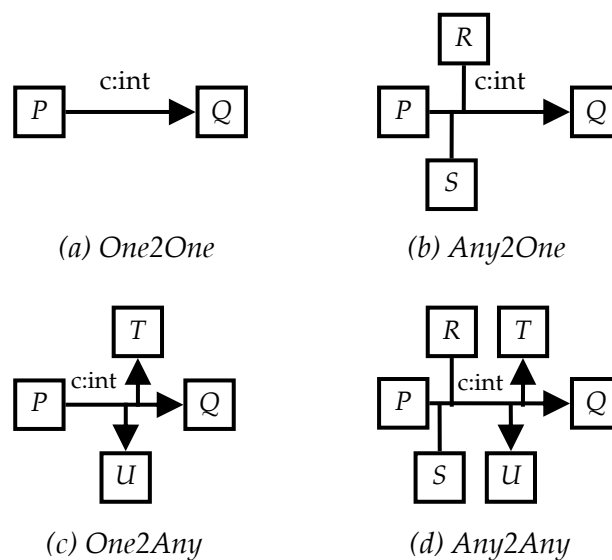 R
c:int
c:int
P
Q
P
Q
S
(a) One2One
(b) Any2One
T
R
T
c:int
c:int
P
Q
P
Q
U
S
U
(c) One2Any
(d) Any2Any